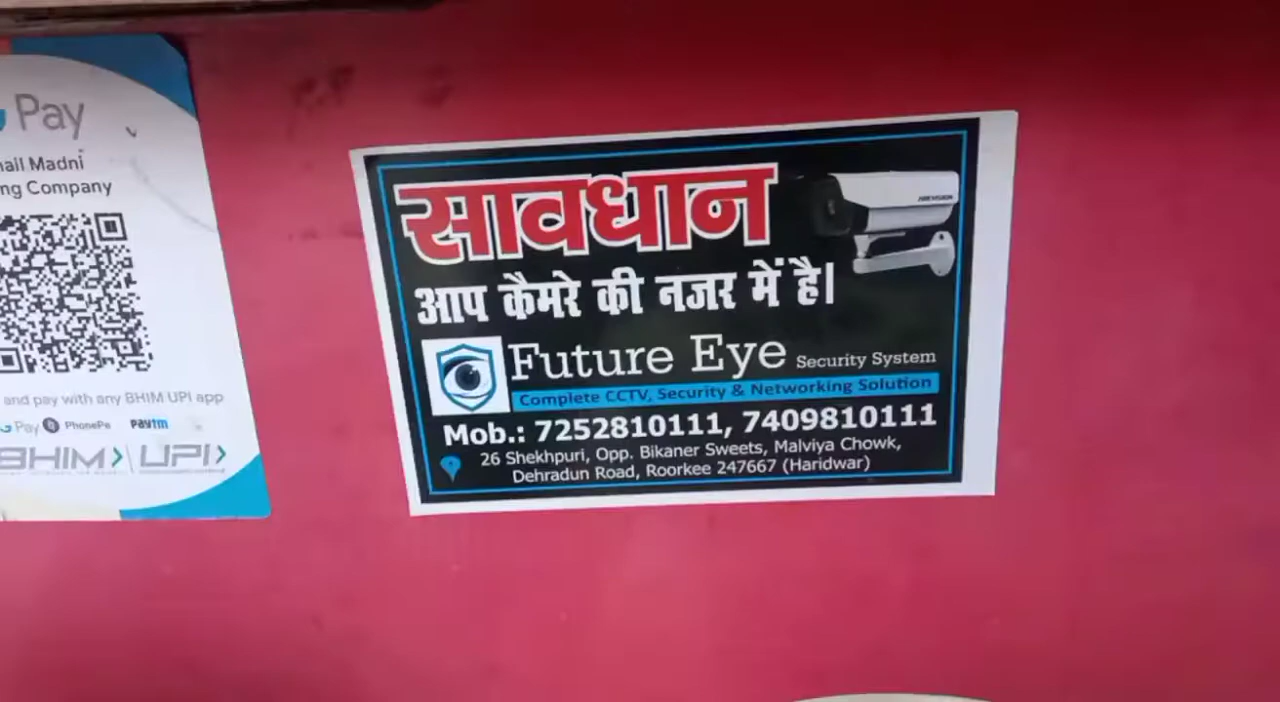 Pay
Madni
Company
and pay with any BHIM UPI app
Pay PhonePe Paytm
BHIM UPI
सावधान
HIKVISION
आप कैमरे की नजर में है।
Future Eye Security System
Complete CCTV, Security & Networking Solution
Mob.: 7252810111, 7409810111
26 Shekhpuri, Opp. Bikaner Sweets, Malviya Chowk,
Dehradun Road, Roorkee 247667 (Haridwar)